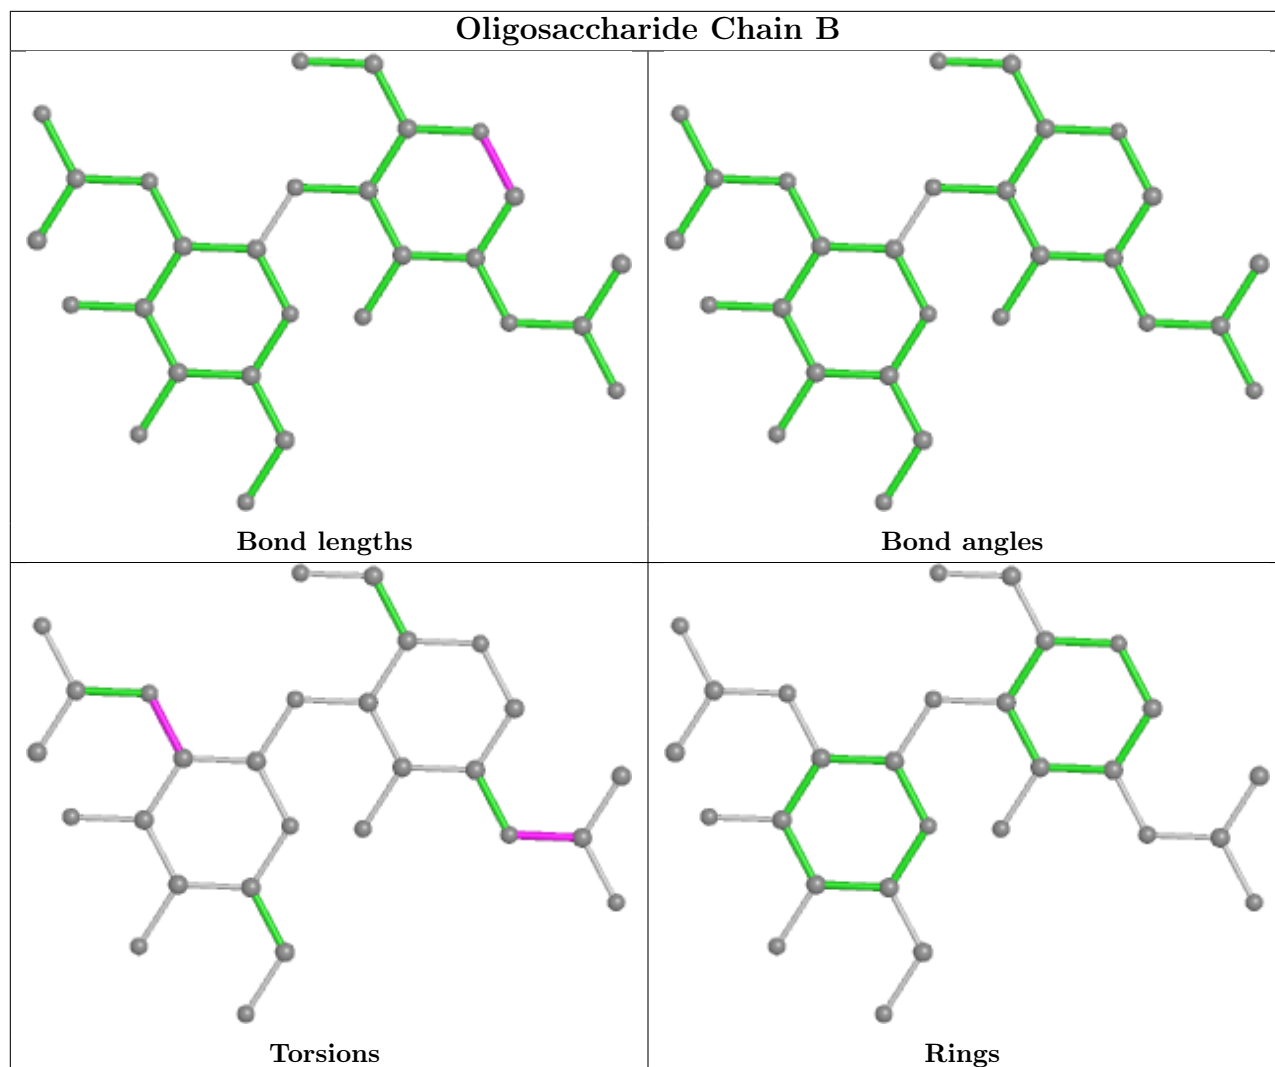 Oligosaccharide Chain B
Bond lengths
Bond angles
Torsions
Rings